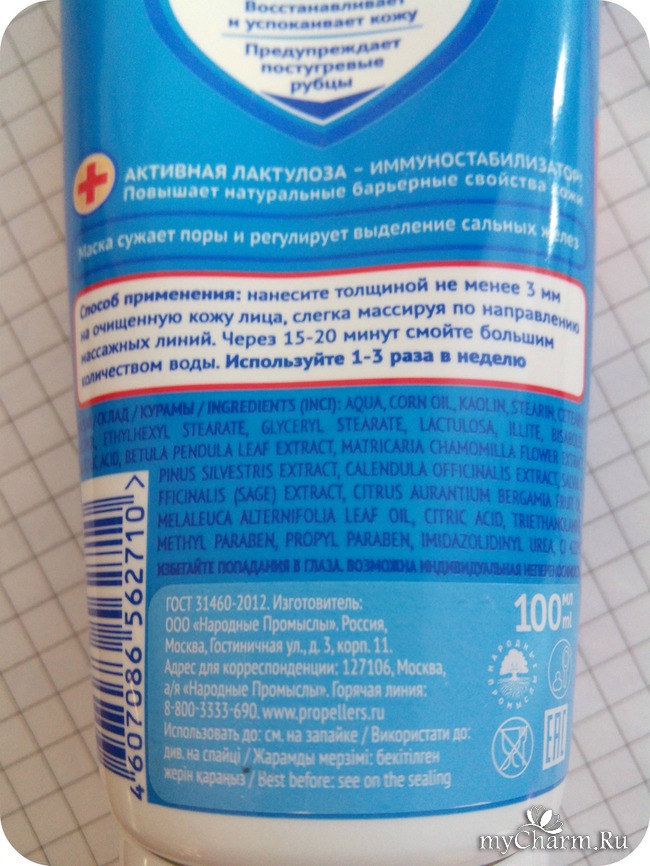 Восстанавливает
и успокаивает кожу
Предупреждает
постугревые
рубцы
АКТИВНАЯ ЛАКТУЛОЗА – ИММУНОСТАБИЛИЗАТОР!
Повышает натуральные барьерные свойства кожи
Маска сужает поры и регулирует выделение сальных желез
Способ применения: нанесите толщиной не менее 3 мм
на очищенную кожу лица, слегка массируя по направлению
массажных линий. Через 15-20 минут смойте большим
количеством воды. Используйте 1-3 раза в неделю
/ КУРАМЫ / INGREDIENTS (INCI): AQUA, CORN OIL, KAOLIN, STEARIN,
ETHYLHEXYL STEARATE, GLYCERYL STEARATE, LACTULOSA, ILLITE,
ACID, BETULA PENDULA LEAF EXTRACT, MATRICARIA CHAMOMILLA FLOWER
PINUS SILVESTRIS EXTRACT, CALENDULA OFFICINALIS EXTRACT,
FFICINALIS (SAGE) EXTRACT, CITRUS AURANTIUM BERGAMIA FRUIT
MELALEUCA ALTERNIFOLIA LEAF OIL, CITRIC ACID,
METHYL PARABEN, PROPYL PARABEN, IMIDAZOLIDINYL UREA,
ИЗБЕГАЙТЕ ПОПАДАНИЯ В ГЛАЗА. ВОЗМОЖНА ИНДИВИДУАЛЬНАЯ
ГОСТ 31460-2012. Изготовитель:
ООО «Народные Промыслы». Россия,
Москва, Гостиничная ул., д. 3, корп. 11.
Адрес для корреспонденции: 127106, Москва,
а/я «Народные Промыслы». Горячая линия:
8-800-3333-690. www.propellers.ru
Использовать до: см. на запайке / Використати до:
див. на спайці / Жарамды мерзімі: бекітілген
жерін қараңыз / Best before: see on the sealing
100 мл
ml
НАРОДНЫЕ
ПРОМЫСЛЫ
EAC
4607086562710>
myCharm.Ru